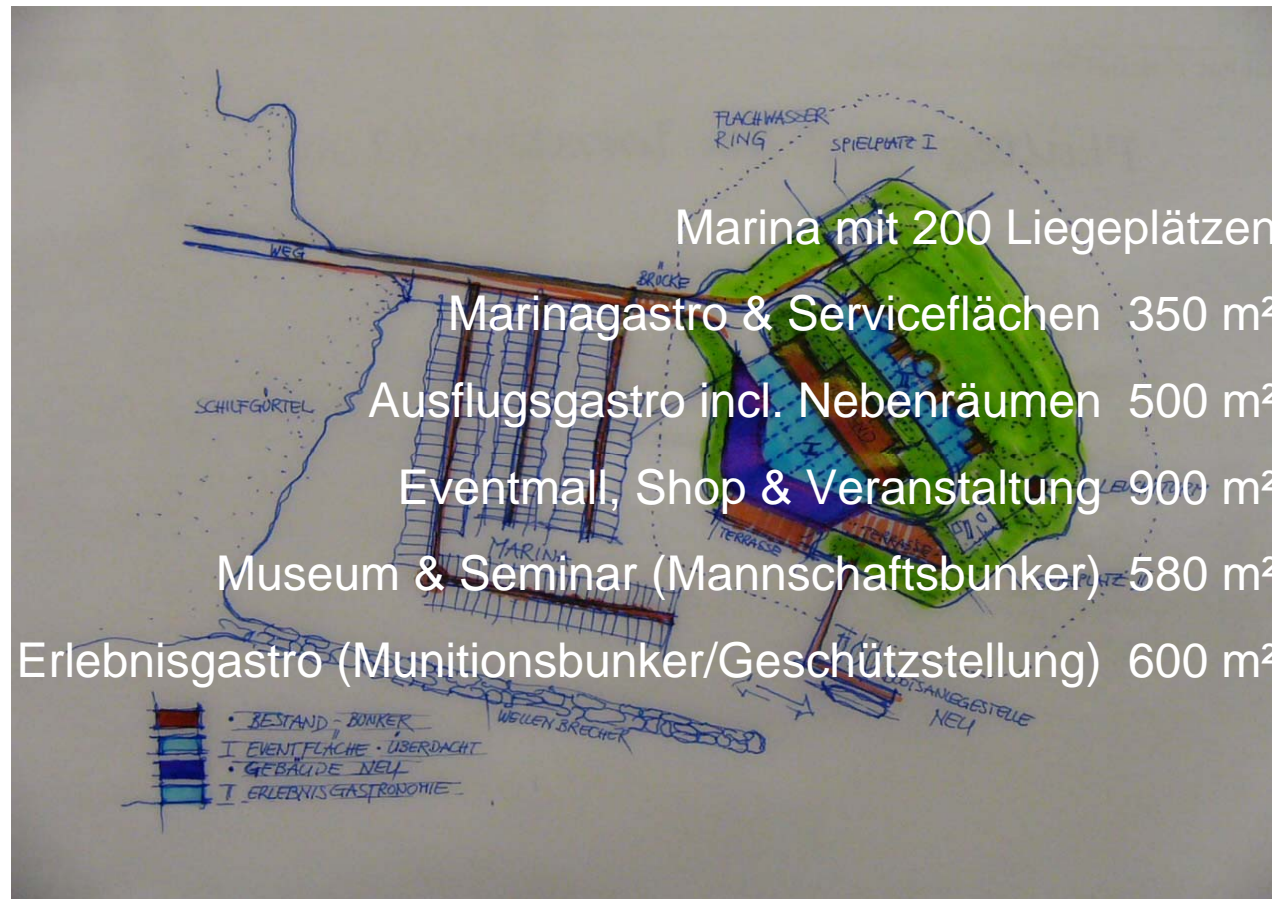 FLACHWASSER
RING
SPIELPLATZ I
Marina mit 200 Liegeplätzen
WEG
BRÜCKE
Marinagastro & Serviceflächen 350 m²
SCHILFGÜRTEL
Ausflugsgastro incl. Nebenräumen 500 m²
Eventmall, Shop & Veranstaltung 900 m²
TERRASSE
TERRASSE
MARINA
Museum & Seminar (Mannschaftsbunker) 580 m²
Erlebnisgastro (Munitionsbunker/Geschützstellung) 600 m²
NEU
WELLENBRECHER
• BESTAND-BUNKER
I EVENTFLÄCHE • ÜBERDACHT
• GEBÄUDE NEU
II ERLEBNISGASTRONOMIE